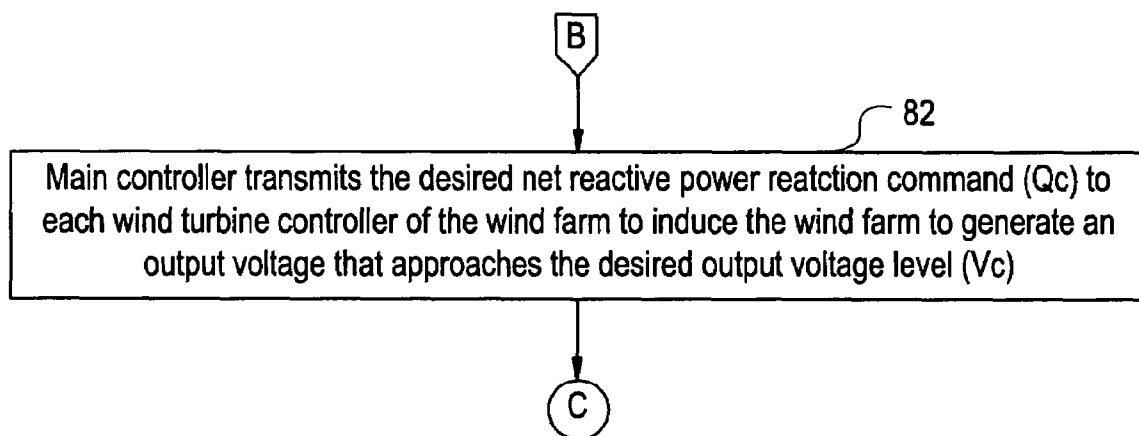 B
82
Main controller transmits the desired net reactive power reatction command (Qc) to
each wind turbine controller of the wind farm to induce the wind farm to generate an
output voltage that approaches the desired output voltage level (Vc)
C